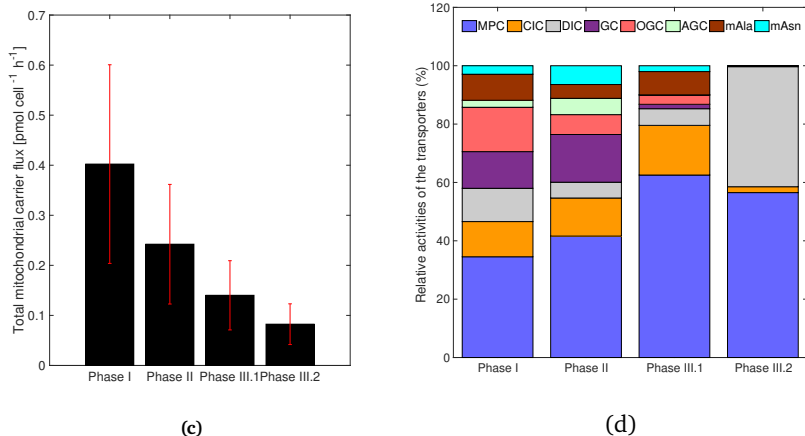 Total mitochondrial carrier flux [pmol cell -1 h-1]
0.7
0.6
0.5
0.4
0.3
0.2
0.1
0
Phase I Phase II Phase III.1 Phase III.2
(c)
Relative activities of the transporters (%)
120
100
80
60
40
20
0
MPC CIC DIC GC OGC AGC mAla mAsn
Phase I Phase II Phase III.1 Phase III.2
(d)